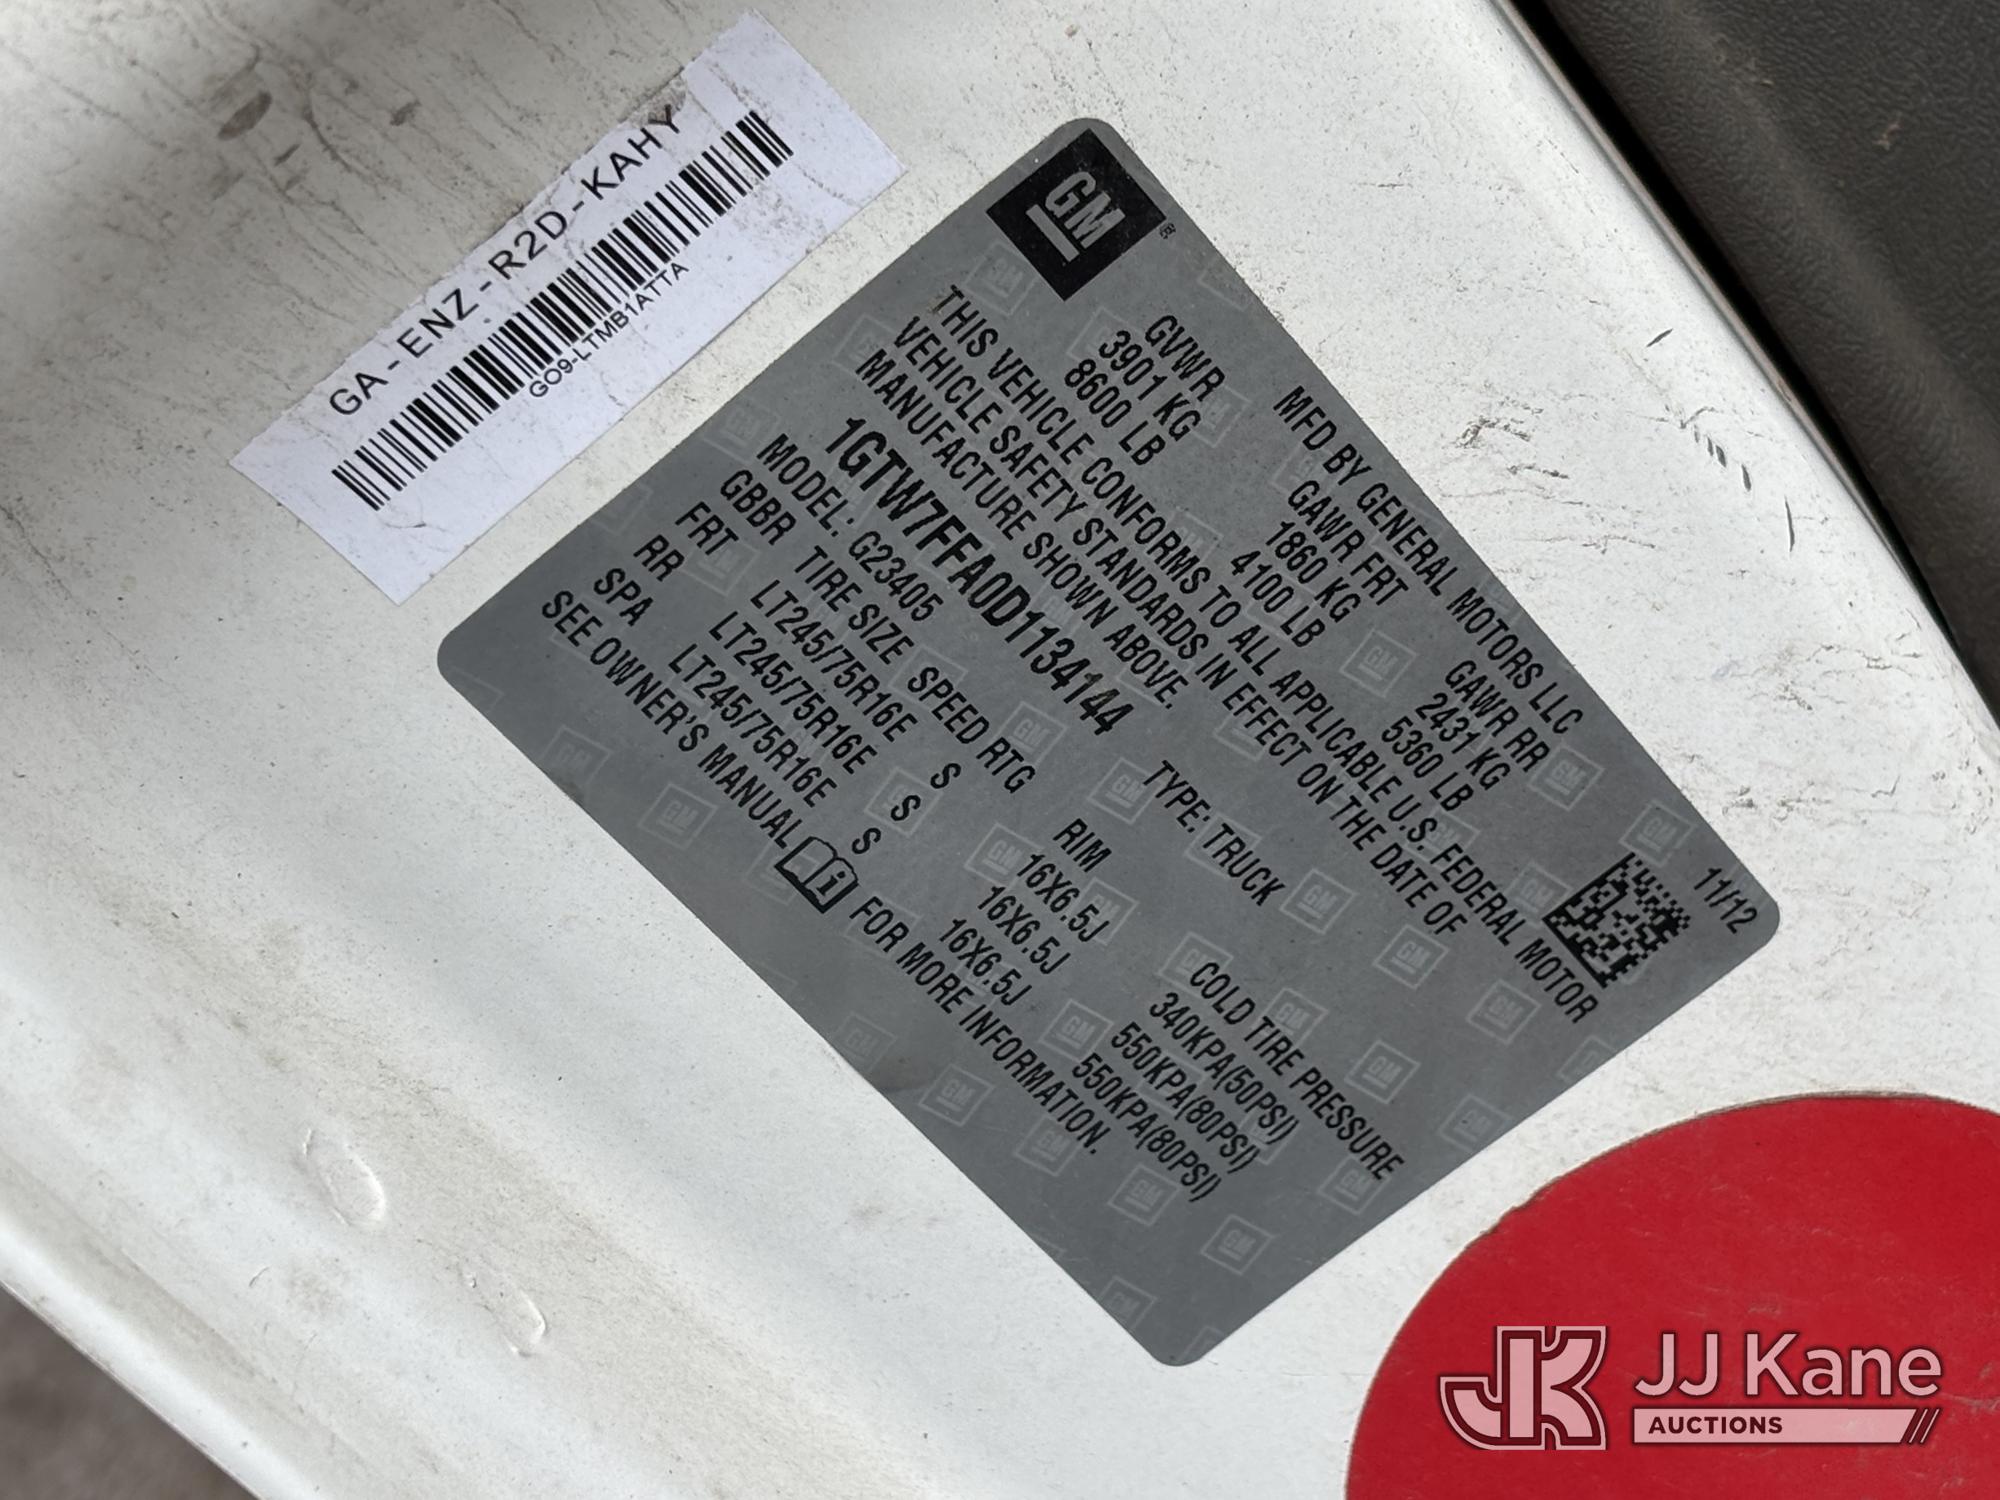 GA-ENZ-R2D-KAHY
GO9-LTMB1ATTA
GM
MFD BY GENERAL MOTORS LLC 11/12
GVWR GAWR FRT GAWR RR
3901 KG 1860 KG 2431 KG
8600 LB 4100 LB 5360 LB
THIS VEHICLE CONFORMS TO ALL APPLICABLE U.S. FEDERAL MOTOR
VEHICLE SAFETY STANDARDS IN EFFECT ON THE DATE OF
MANUFACTURE SHOWN ABOVE.
1GTW7FFA0D1134144 TYPE: TRUCK
MODEL: G23405
GBBR TIRE SIZE SPEED RTG RIM COLD TIRE PRESSURE
FRT LT245/75R16E S 16X6.5J 340KPA(50PSI)
RR LT245/75R16E S 16X6.5J 550KPA(80PSI)
SPA LT245/75R16E S 16X6.5J 550KPA(80PSI)
SEE OWNER'S MANUAL i FOR MORE INFORMATION.
JK JJ Kane
AUCTIONS